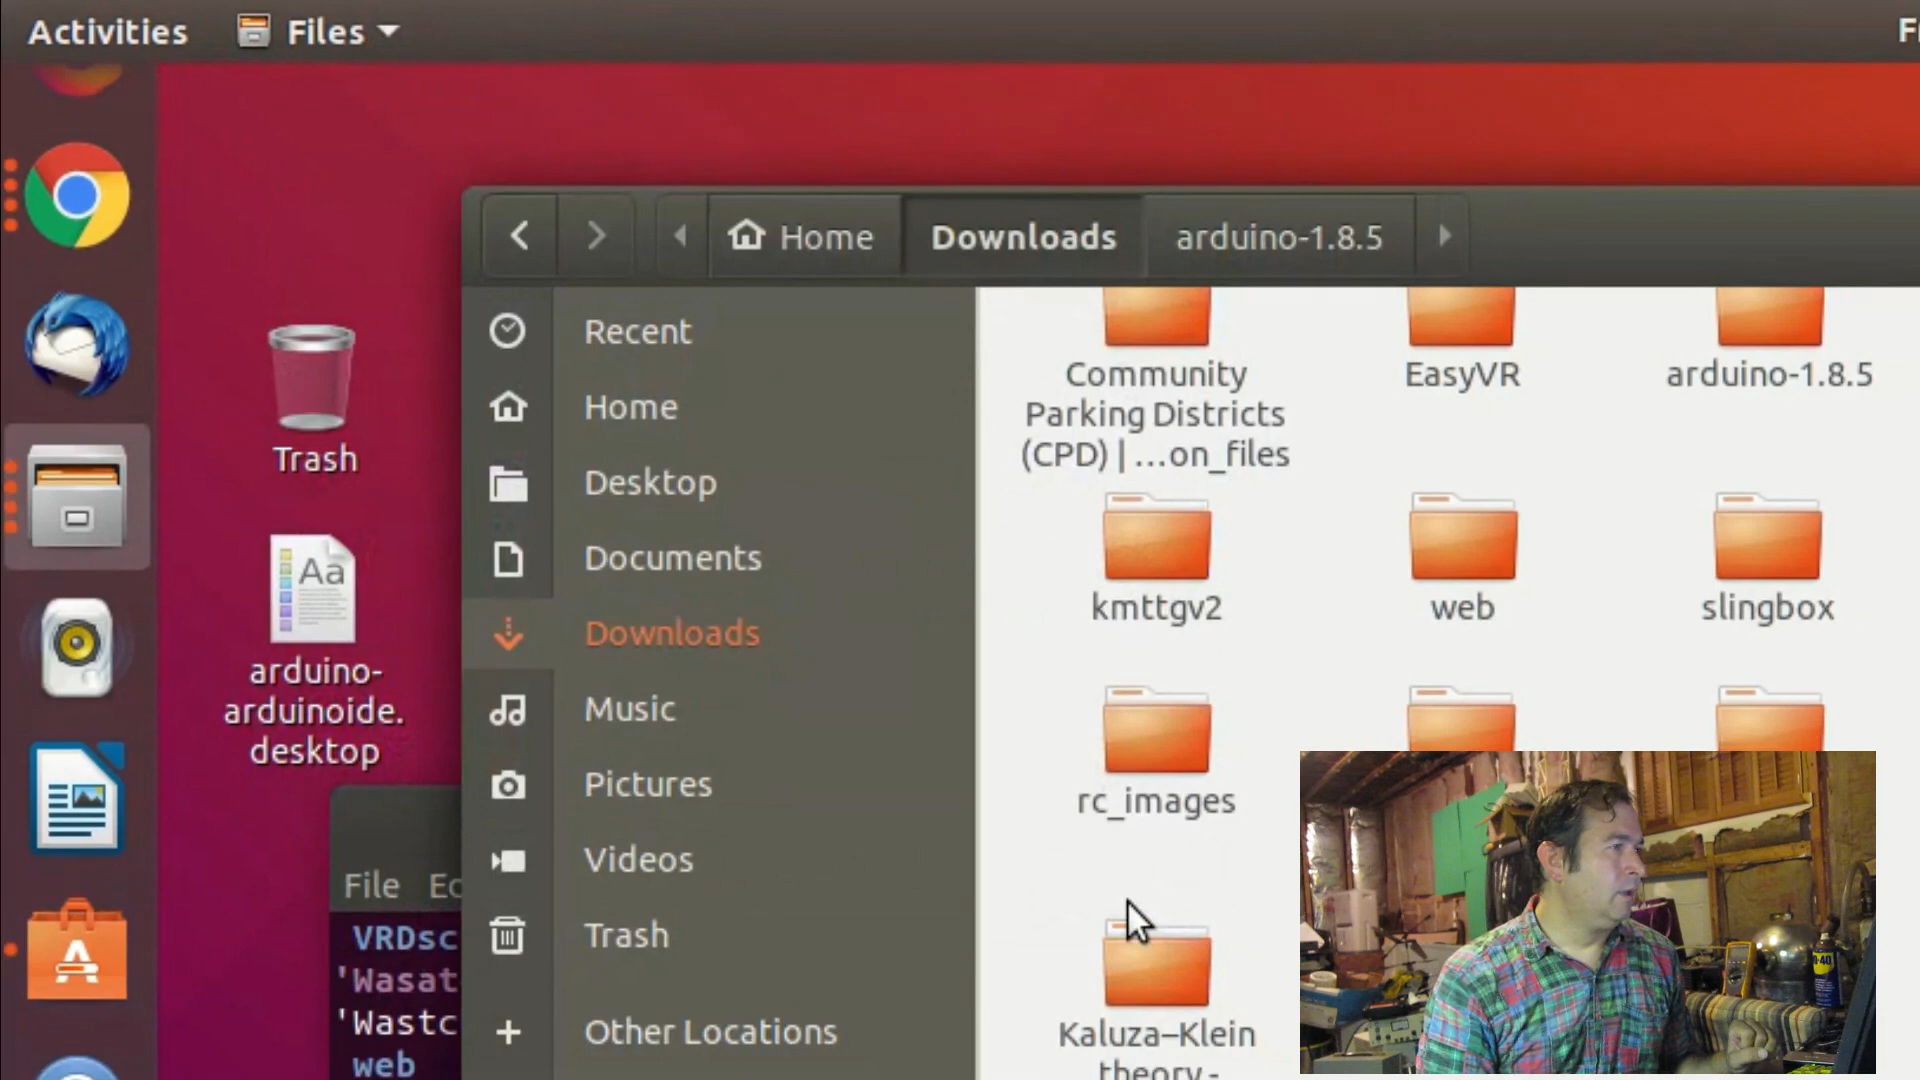 Activities
Files
Home
Downloads
arduino-1.8.5
Trash
arduino-
arduinoide.
desktop
File
VRDsc
'Wasat
'Wastc
web
Recent
Home
Desktop
Documents
Downloads
Music
Pictures
Videos
Trash
Other Locations
Community
Parking Districts
(CPD) | ...on_files
EasyVR
arduino-1.8.5
kmttgv2
web
slingbox
rc_images
Kaluza–Klein
theory -